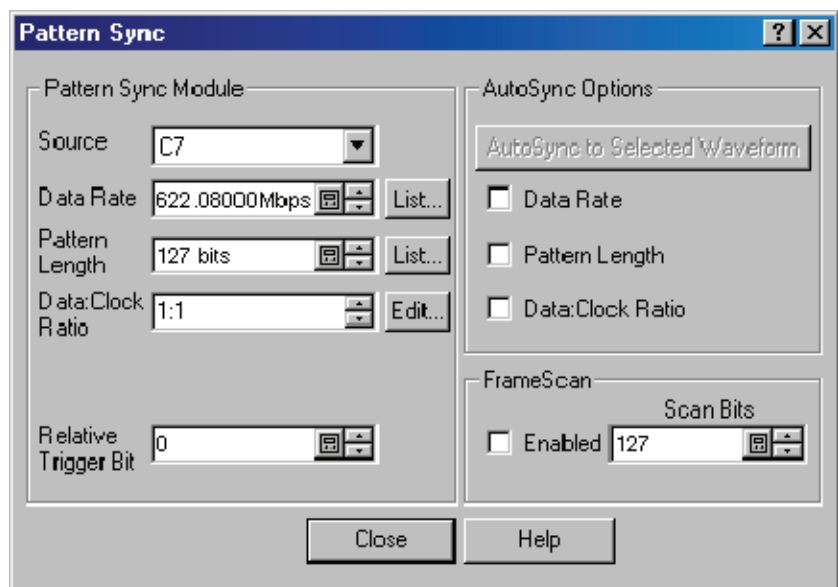 Pattern Sync
Pattern Sync Module
Source
C7
Data Rate
622.08000Mbps
List...
Pattern
Length
127 bits
List...
Data:Clock
Ratio
1:1
Edit...
Relative
Trigger Bit
0
AutoSync Options
AutoSync to Selected Waveform
Data Rate
Pattern Length
Data:Clock Ratio
FrameScan
Scan Bits
Enabled
127
Close
Help